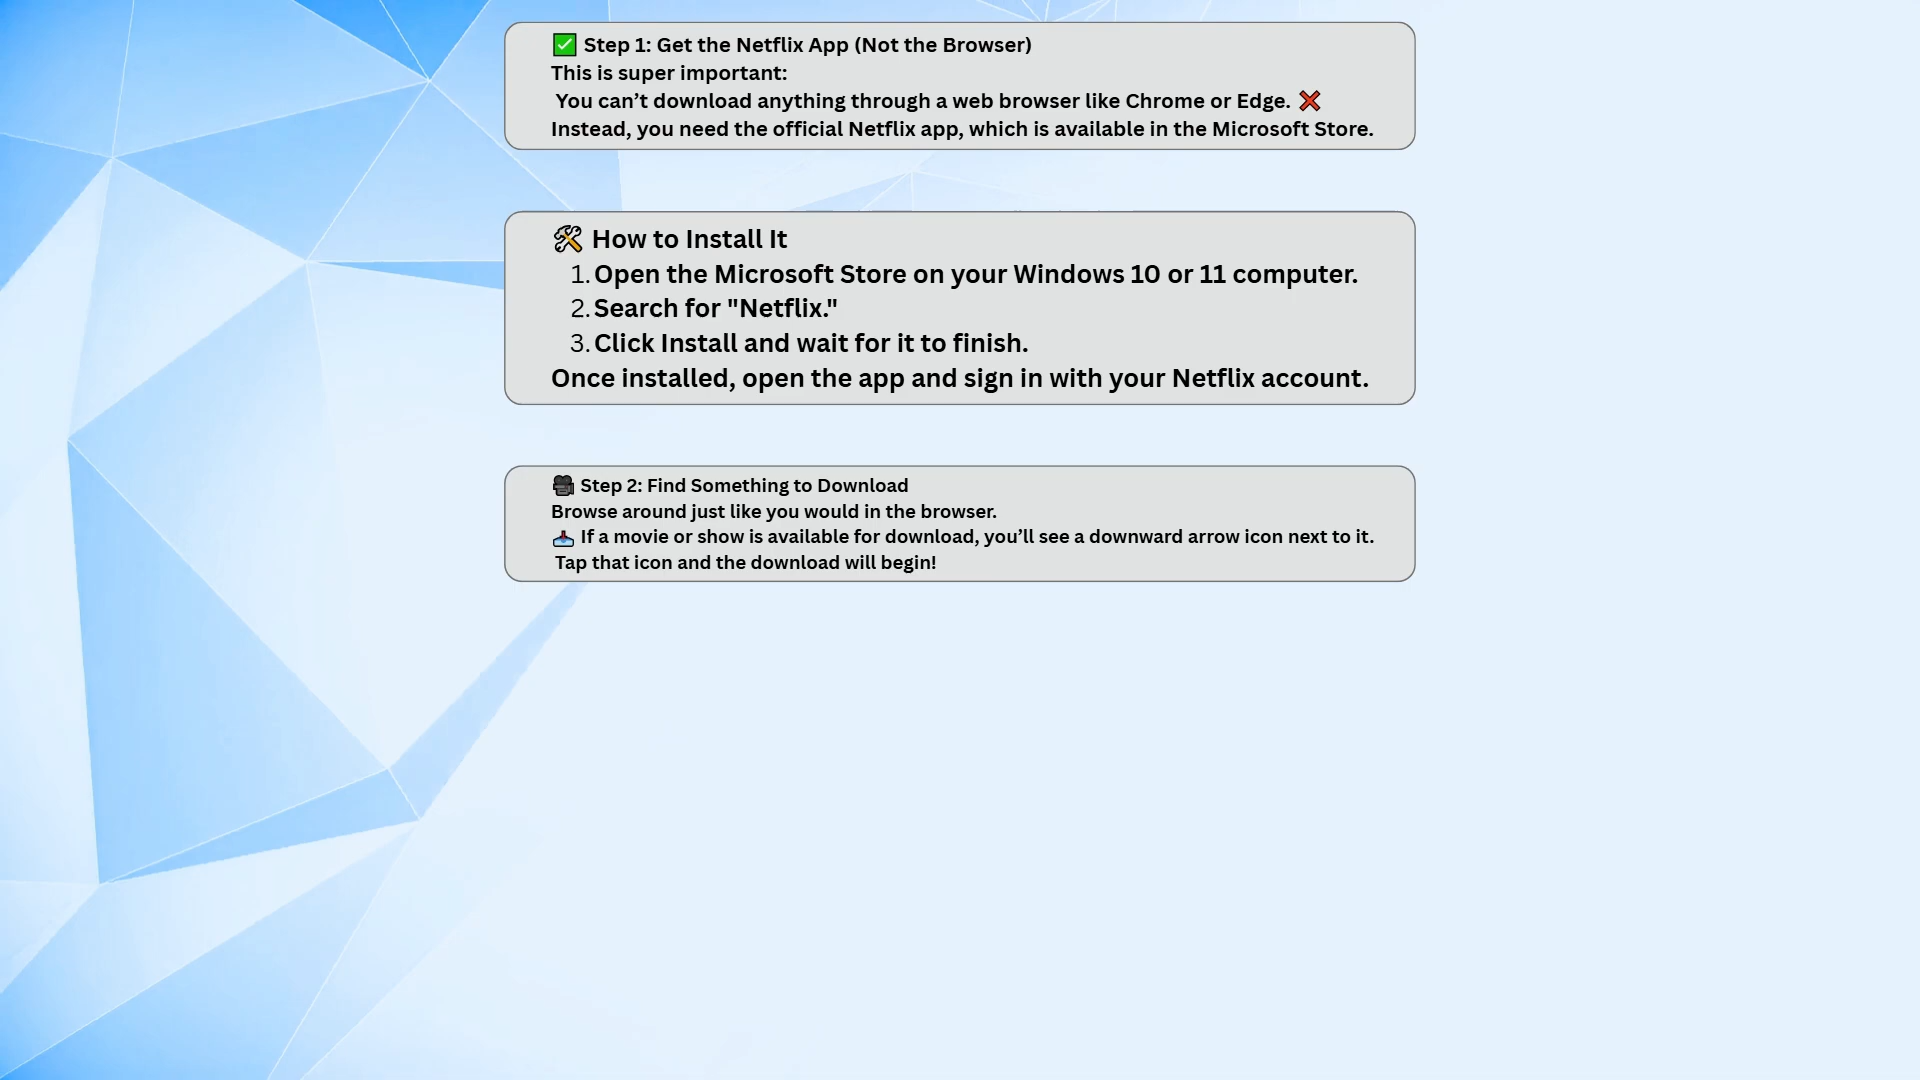 ✅ Step 1: Get the Netflix App (Not the Browser)
This is super important:
You can’t download anything through a web browser like Chrome or Edge. ❌
Instead, you need the official Netflix app, which is available in the Microsoft Store.
🛠 How to Install It
1. Open the Microsoft Store on your Windows 10 or 11 computer.
2. Search for "Netflix."
3. Click Install and wait for it to finish.
Once installed, open the app and sign in with your Netflix account.
🎥 Step 2: Find Something to Download
Browse around just like you would in the browser.
📥 If a movie or show is available for download, you’ll see a downward arrow icon next to it.
Tap that icon and the download will begin!